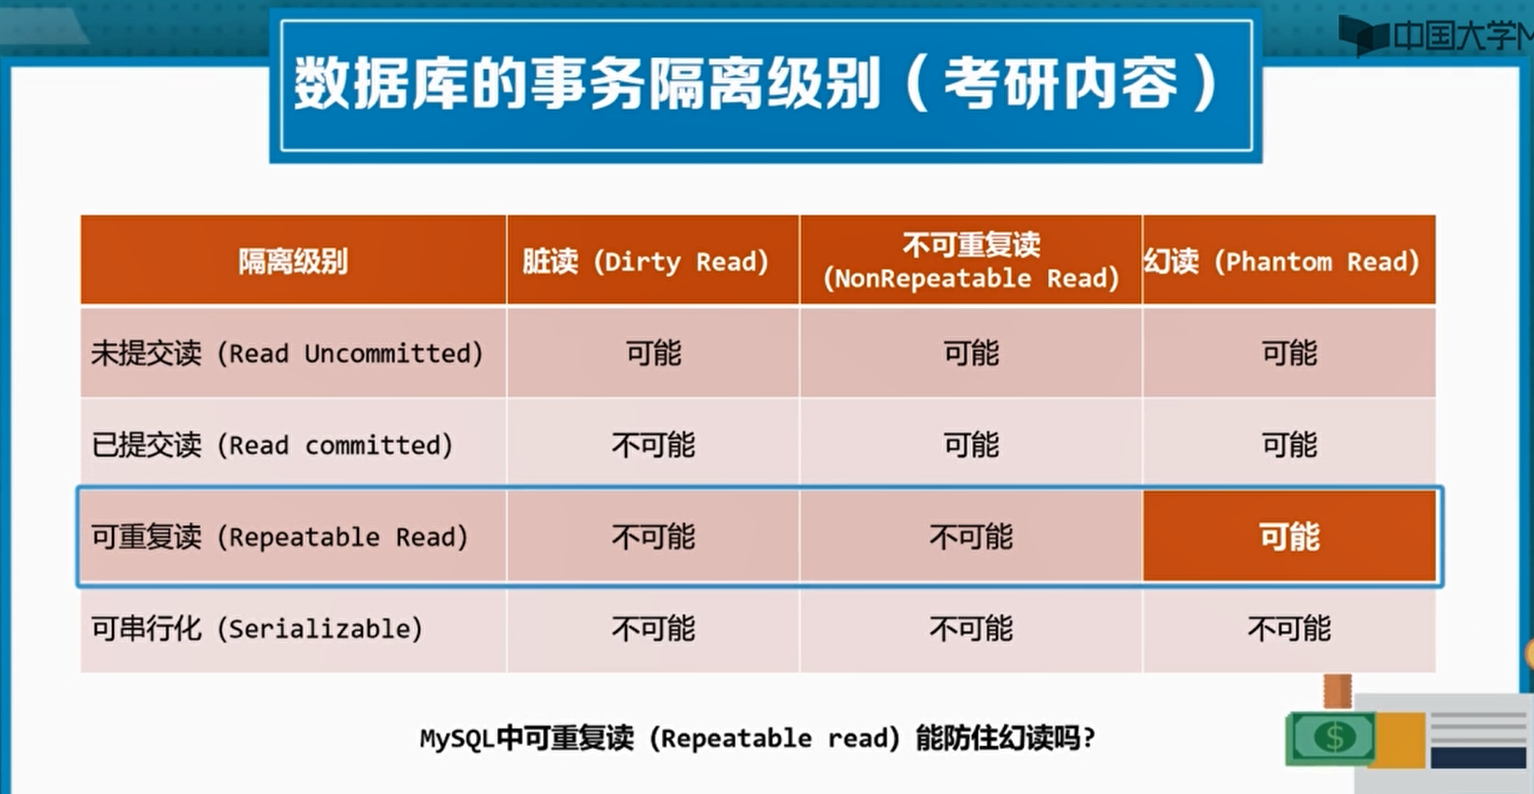 中国大学M
数据库的事务隔离级别（考研内容）
隔离级别 脏读（Dirty Read） 不可重复读 (NonRepeatable Read) 幻读（Phantom Read）
未提交读（Read Uncommitted） 可能 可能 可能
已提交读（Read committed） 不可能 可能 可能
可重复读（Repeatable Read） 不可能 不可能 可能
可串行化（Serializable） 不可能 不可能 不可能
MySQL中可重复读（Repeatable read）能防住幻读吗?
$